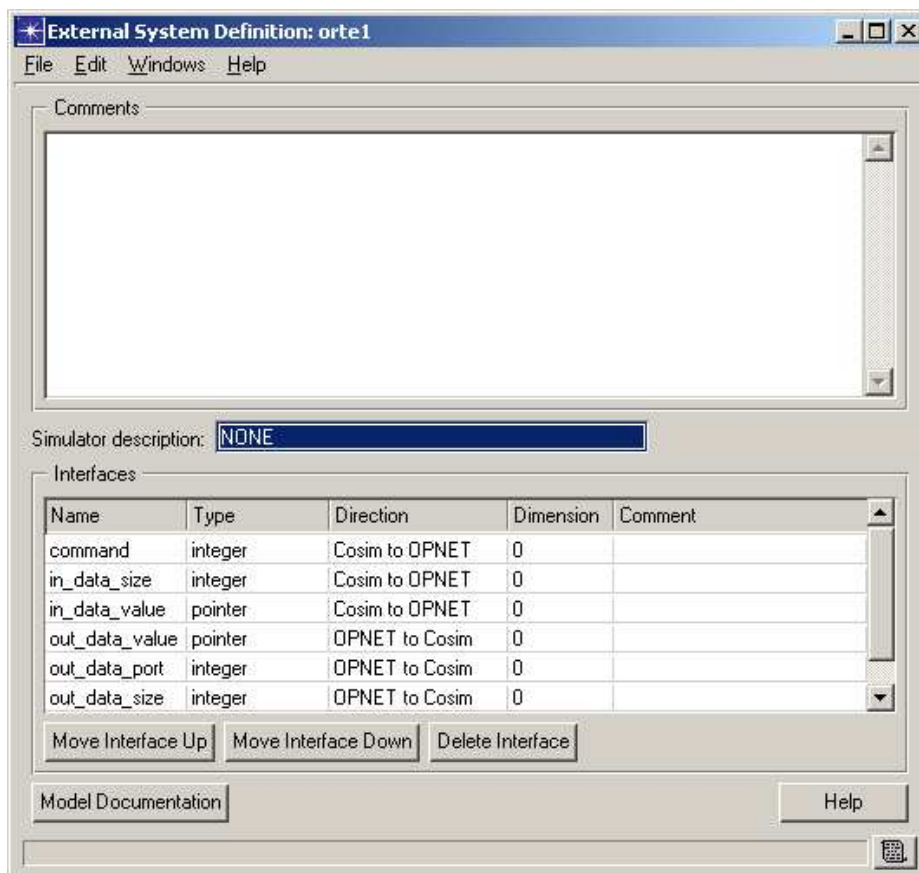 External System Definition: orte1
File Edit Windows Help
Comments
Simulator description: NONE
Interfaces
Name Type Direction Dimension Comment
command integer Cosim to OPNET 0
in_data_size integer Cosim to OPNET 0
in_data_value pointer Cosim to OPNET 0
out_data_value pointer OPNET to Cosim 0
out_data_port integer OPNET to Cosim 0
out_data_size integer OPNET to Cosim 0
Move Interface Up Move Interface Down Delete Interface
Model Documentation Help